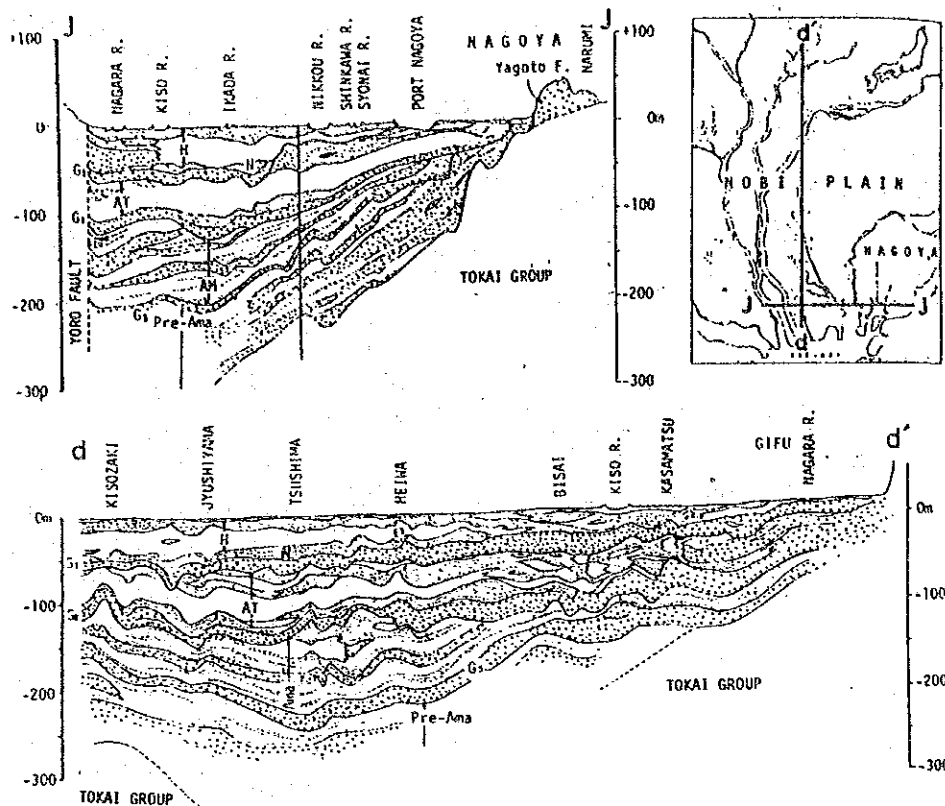 J
J
+100
0
-100
-200
-300
NAGARA R.
KISO R.
IKADA R.
NIKKOU R.
SHINKAWA R.
SYONAI R.
PORT NAGOYA
NAGOYA
Yagoto F.
NARUMI
+100
0m
-100
-200
-300
H
N
G1
AT
AM
G3
Pre-Ama
YORO FAULT
TOKAI GROUP
d'
NOBI PLAIN
NAGOYA
J
J'
d
d
d'
KISOZAKI
JYUSHIYAMA
TSUSHIMA
HEIWA
BISAI
KISO R.
KASAMATSU
GIFU
NAGARA R.
0m
-100
-200
-300
0m
-100
-200
-300
H
N
AT
G3
Pre-Ama
TOKAI GROUP
TOKAI GROUP